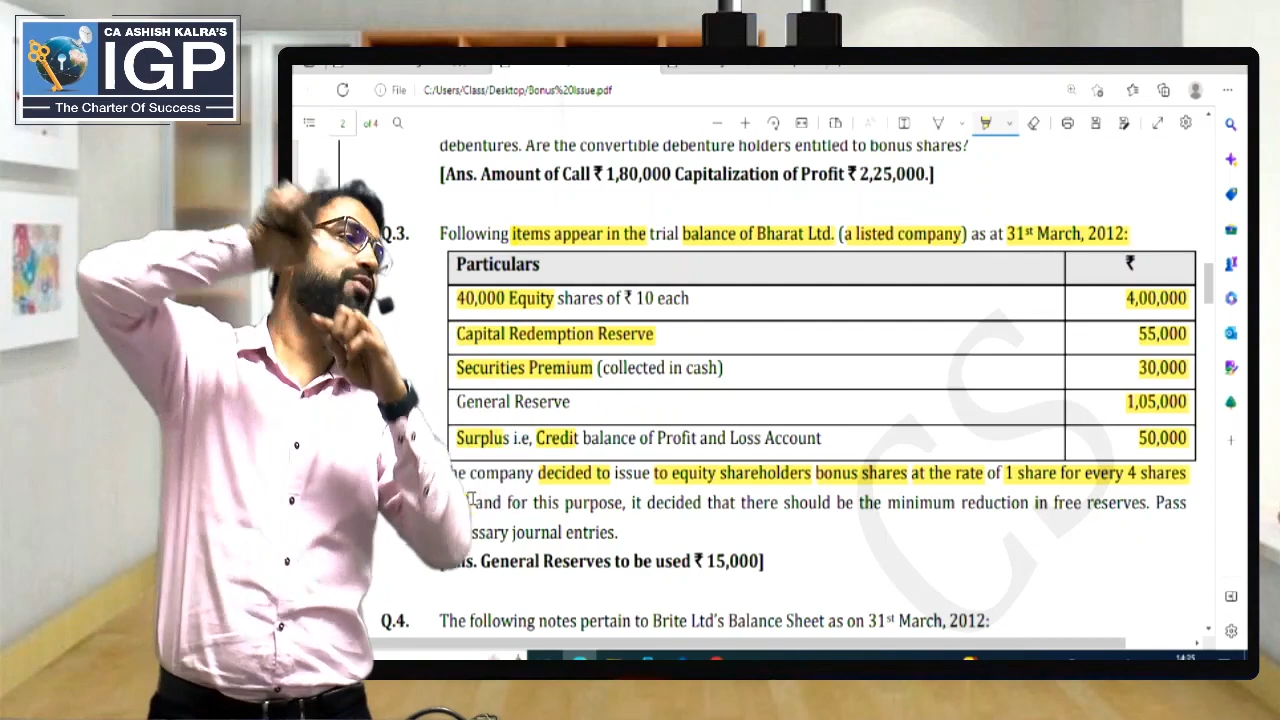 CA ASHISH KALRA'S
IGP
The Charter Of Success
File C:/Users/Class/Desktop/Bonus%20Issue.pdf
2 of 4
debentures. Are the convertible debenture holders entitled to bonus shares?
[Ans. Amount of Call ₹ 1,80,000 Capitalization of Profit ₹ 2,25,000.]
Q.3. Following items appear in the trial balance of Bharat Ltd. (a listed company) as at 31st March, 2012:
Particulars ₹
40,000 Equity shares of ₹ 10 each 4,00,000
Capital Redemption Reserve 55,000
Securities Premium (collected in cash) 30,000
General Reserve 1,05,000
Surplus i.e, Credit balance of Profit and Loss Account 50,000
company decided to issue to equity shareholders bonus shares at the rate of 1 share for every 4 shares
and for this purpose, it decided that there should be the minimum reduction in free reserves. Pass
journal entries.
General Reserves to be used ₹ 15,000]
Q.4. The following notes pertain to Brite Ltd's Balance Sheet as on 31st March, 2012:
CS
14:25